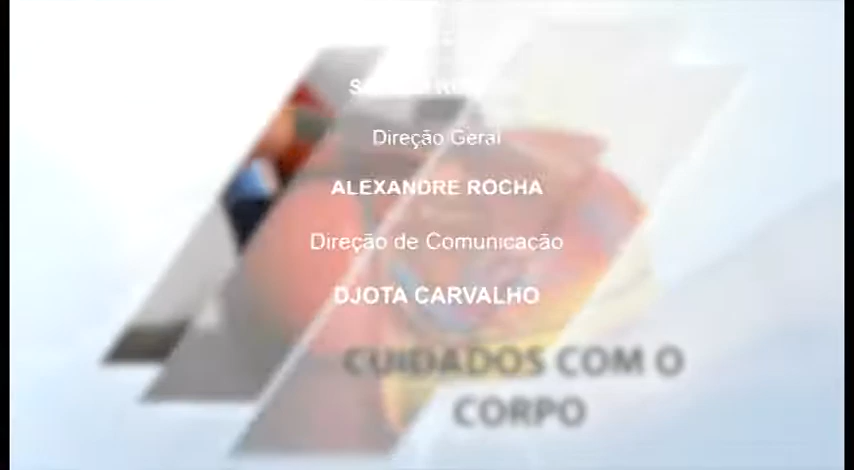 Direção Geral
ALEXANDRE ROCHA
Direção de Comunicação
DJOTA CARVALHO
CUIDADOS COM O
CORPO